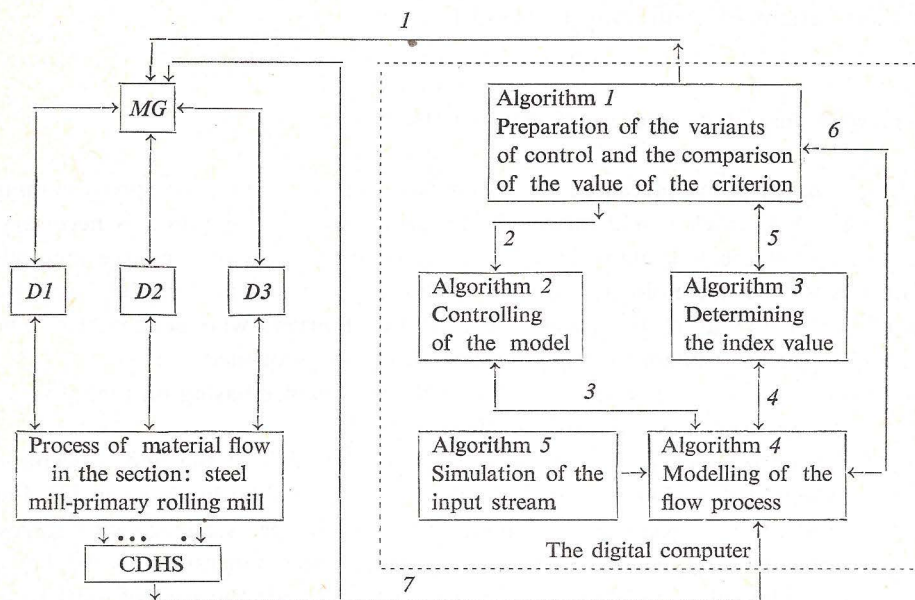 1
MG
Algorithm 1
Preparation of the variants
of control and the comparison
of the value of the criterion
6
2
5
D1
D2
D3
Algorithm 2
Controlling
of the model
Algorithm 3
Determining
the index value
3
4
Process of material flow
in the section: steel
mill-primary rolling mill
Algorithm 5
Simulation of the
input stream
Algorithm 4
Modelling of the
flow process
CDHS
The digital computer
7